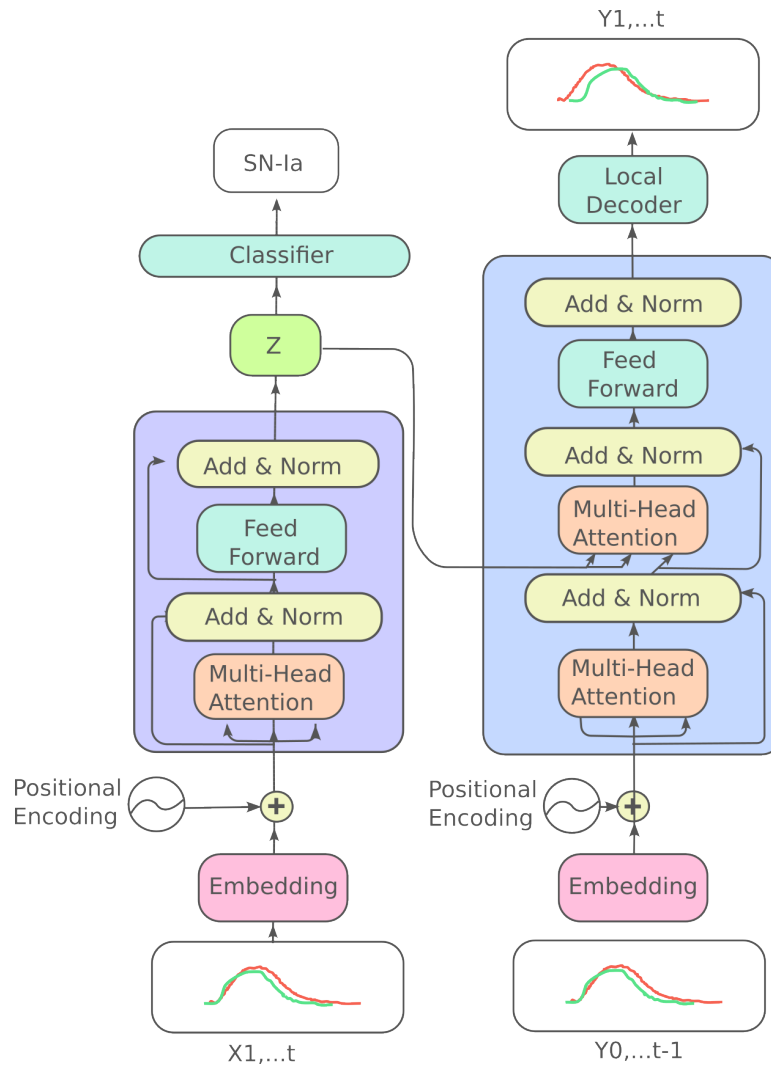 Y1,...t
SN-Ia
Local
Decoder
Classifier
Add & Norm
Z
Feed
Forward
Add & Norm
Add & Norm
Multi-Head
Attention
Feed
Forward
Add & Norm
Add & Norm
Multi-Head
Attention
Multi-Head
Attention
Positional
Encoding
+
Positional
Encoding
+
Embedding
Embedding
X1,...t
Y0,...t-1